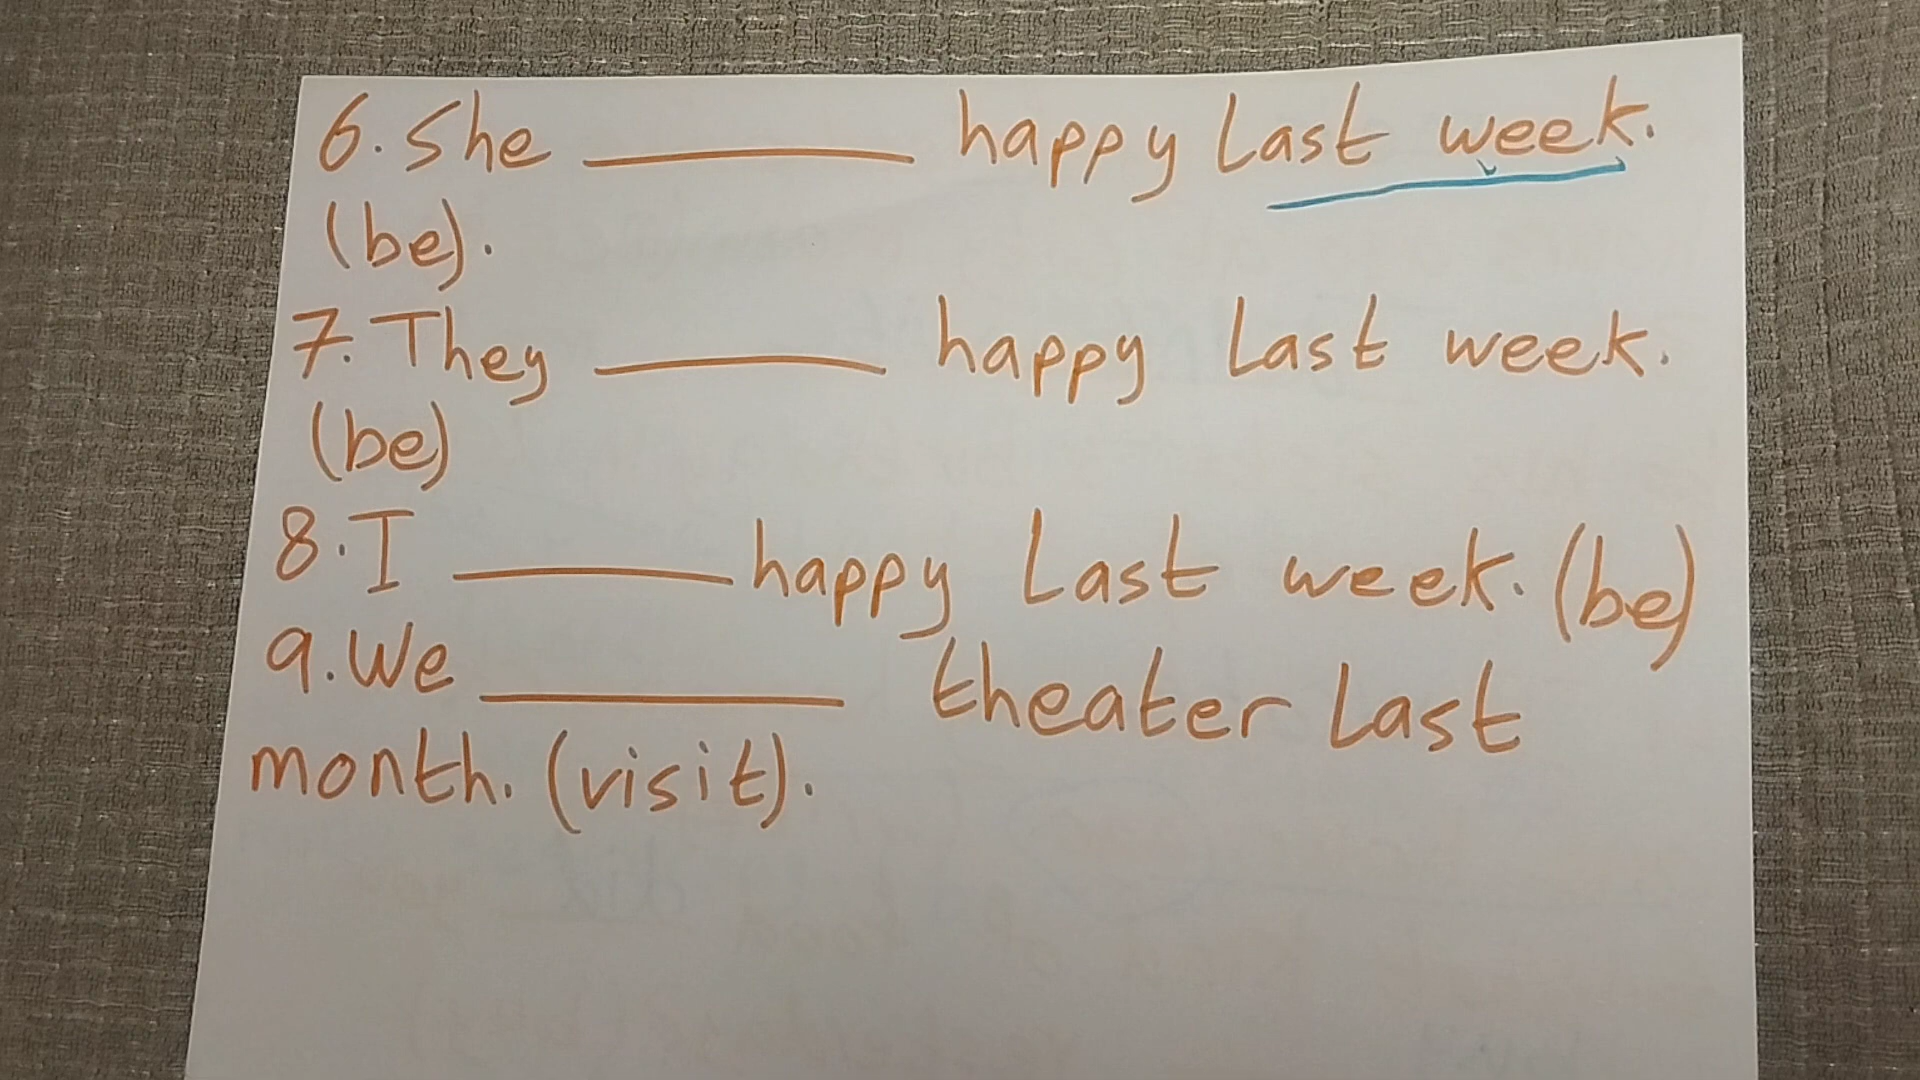 6. She ________ happy last week.
(be).
7. They ________ happy last week.
(be)
8. I ________ happy last week. (be)
9. We ________ theater last
month. (visit).